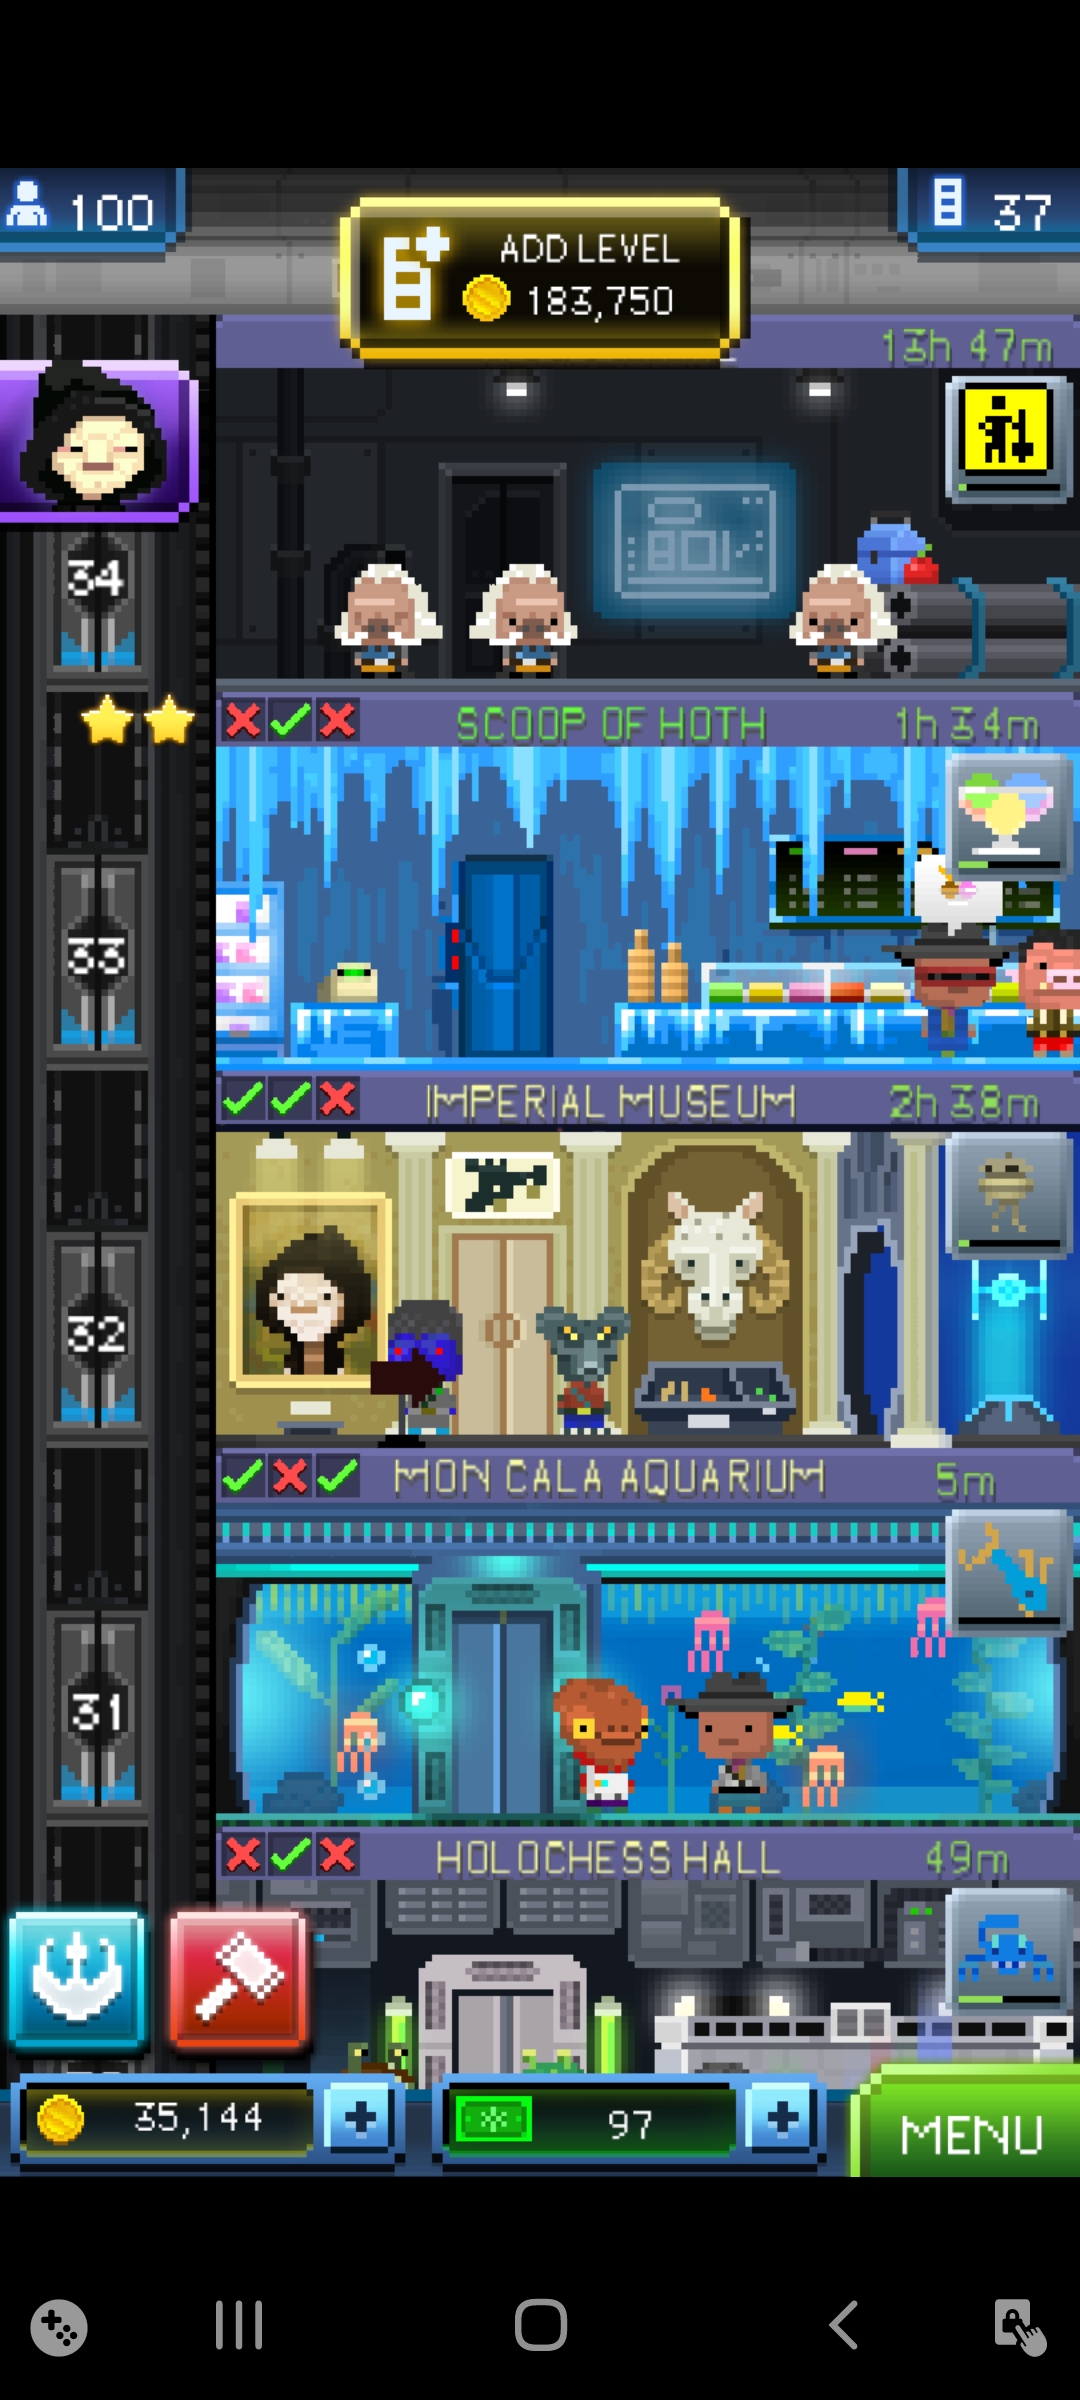 100
ADD LEVEL
183,750
37
13h 47m
34
SCOOP OF HOTH
1h 34m
33
IMPERIAL MUSEUM
2h 38m
32
MON CALA AQUARIUM
5m
31
HOLOCHESS HALL
49m
35,144
97
MENU